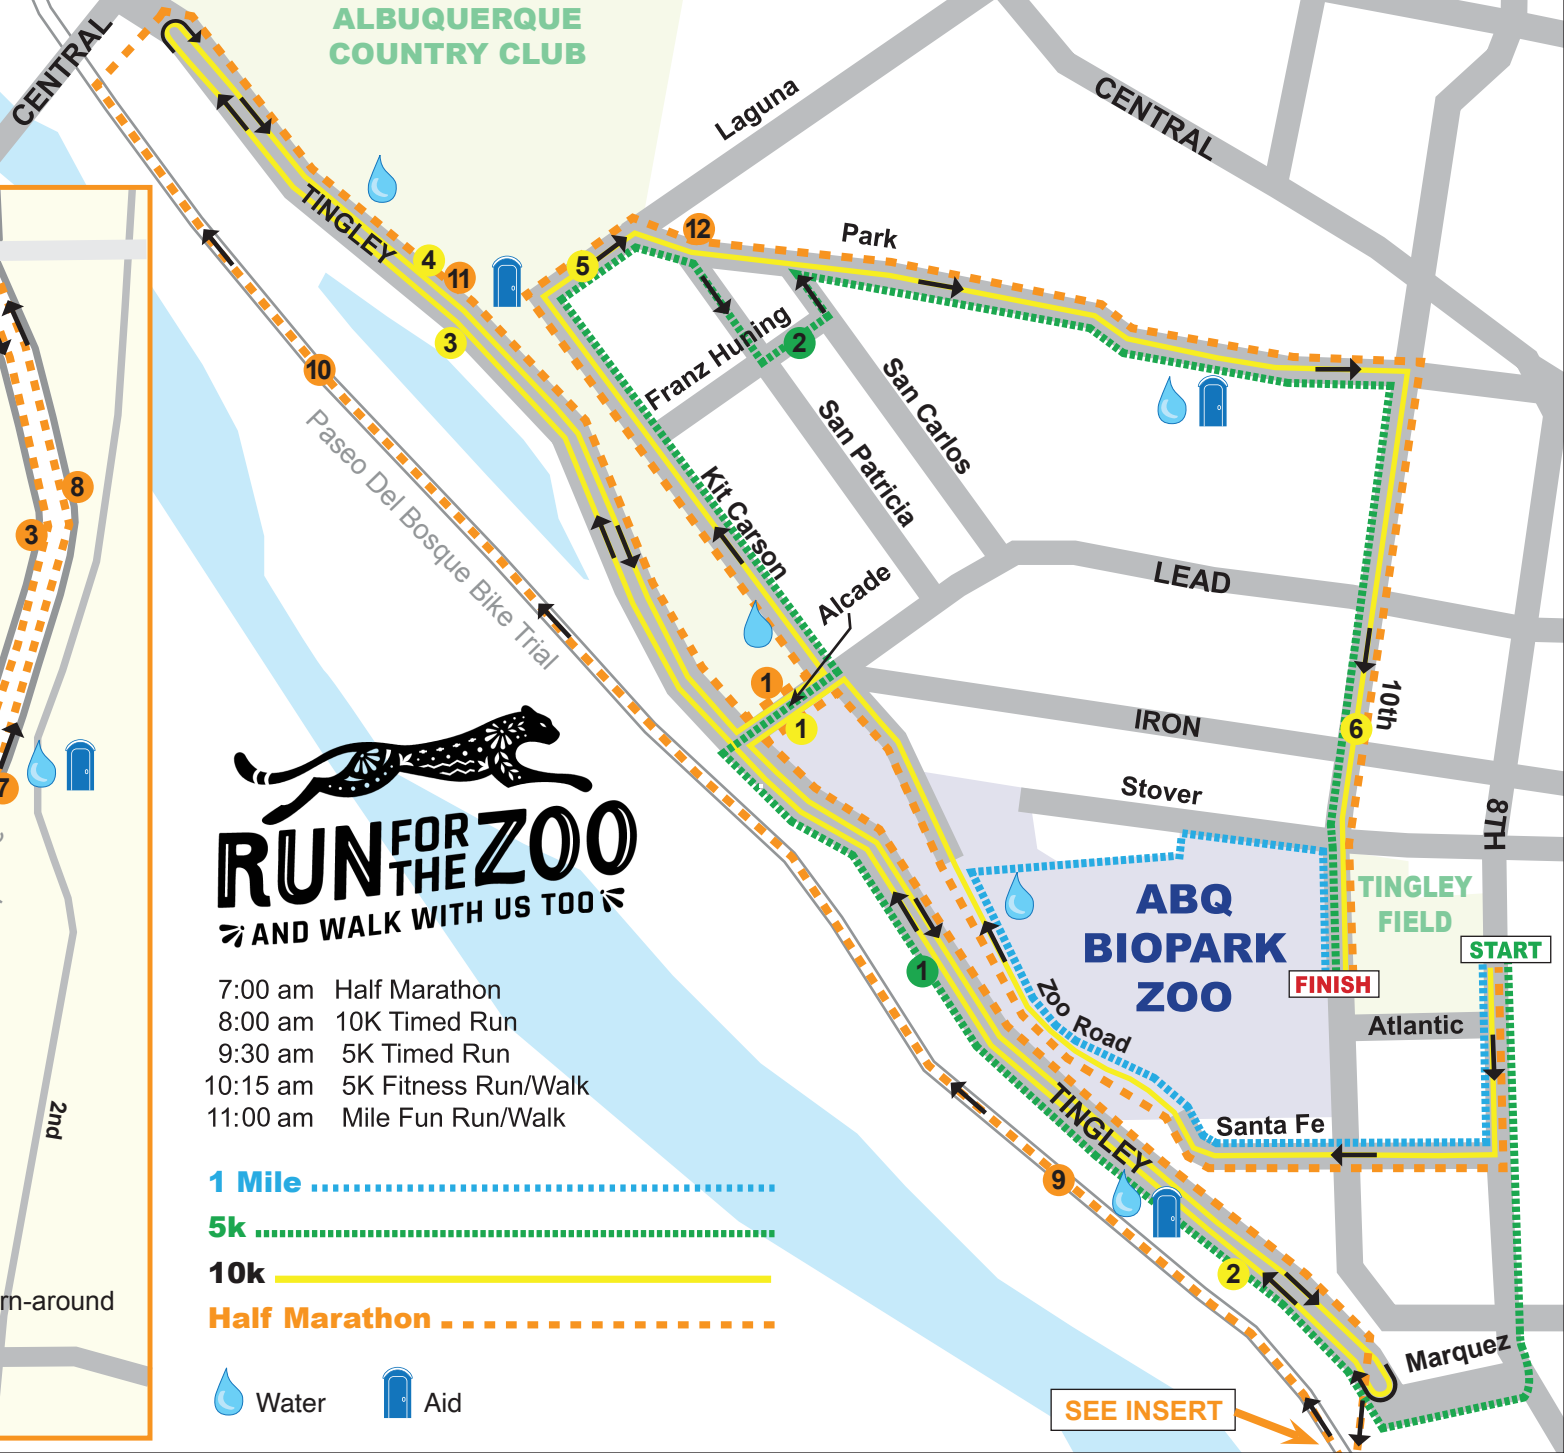 ALBUQUERQUE
COUNTRY CLUB
CENTRAL
Laguna
CENTRAL
TINGLEY
4
11
3
5
12
Park
10
Franz Huning
2
San Carlos
San Patricia
Kit Carson
Paseo Del Bosque Bike Trial
Alcade
LEAD
8
3
7
1
1
IRON
10th
6
Stover
8TH
RUN FOR THE ZOO
AND WALK WITH US TOO
ABQ
BIOPARK
ZOO
TINGLEY
FIELD
START
FINISH
1
Zoo Road
Atlantic
7:00 am Half Marathon
8:00 am 10K Timed Run
9:30 am 5K Timed Run
10:15 am 5K Fitness Run/Walk
11:00 am Mile Fun Run/Walk
TINGLEY
Santa Fe
9
2
2nd
rn-around
1 Mile
5k
10k
Half Marathon
Water
Aid
Marquez
SEE INSERT